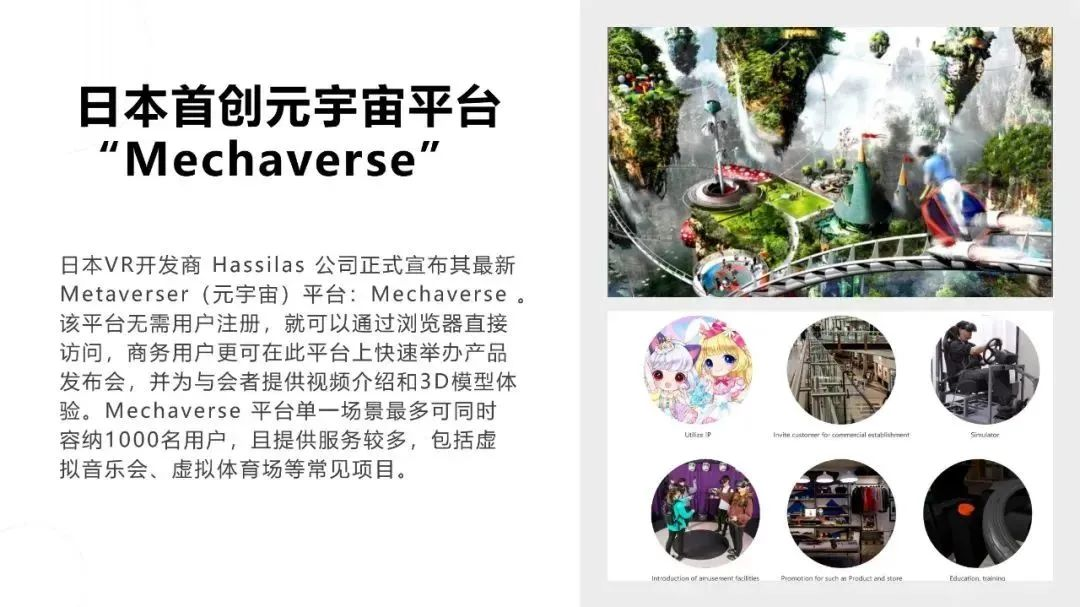 日本首创元宇宙平台
“Mechaverse”
日本VR开发商 Hassilas 公司正式宣布其最新
Metaverser（元宇宙）平台：Mechaverse 。
该平台无需用户注册，就可以通过浏览器直接
访问，商务用户更可在此平台上快速举办产品
发布会，并为与会者提供视频介绍和3D模型体
验。Mechaverse 平台单一场景最多可同时
容纳1000名用户，且提供服务较多，包括虚
拟音乐会、虚拟体育场等常见项目。
Utilize IP
Invite customer for commercial establishment
Simulator
Introduction of amusement facilities
Promotion for such as Product and store
Education, training